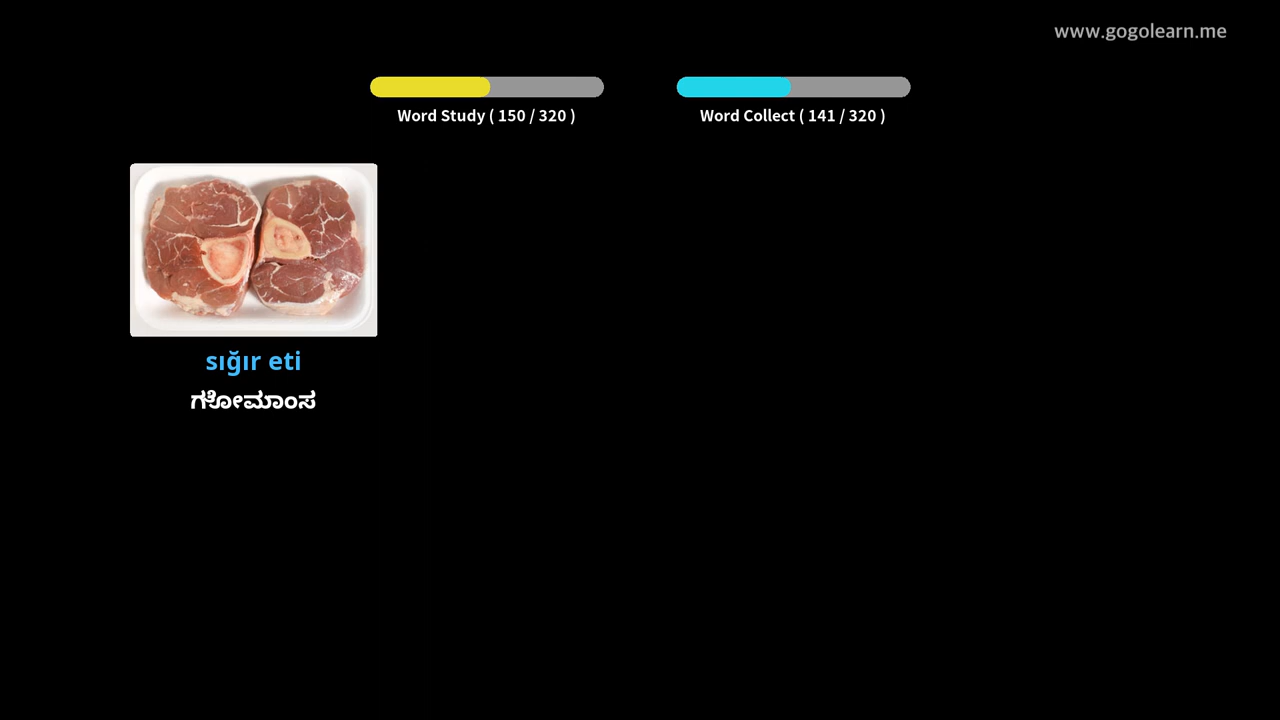 www.gogolearn.me
Word Study ( 150 / 320 )
Word Collect ( 141 / 320 )
sığır eti
ಗೋಮಾಂಸ